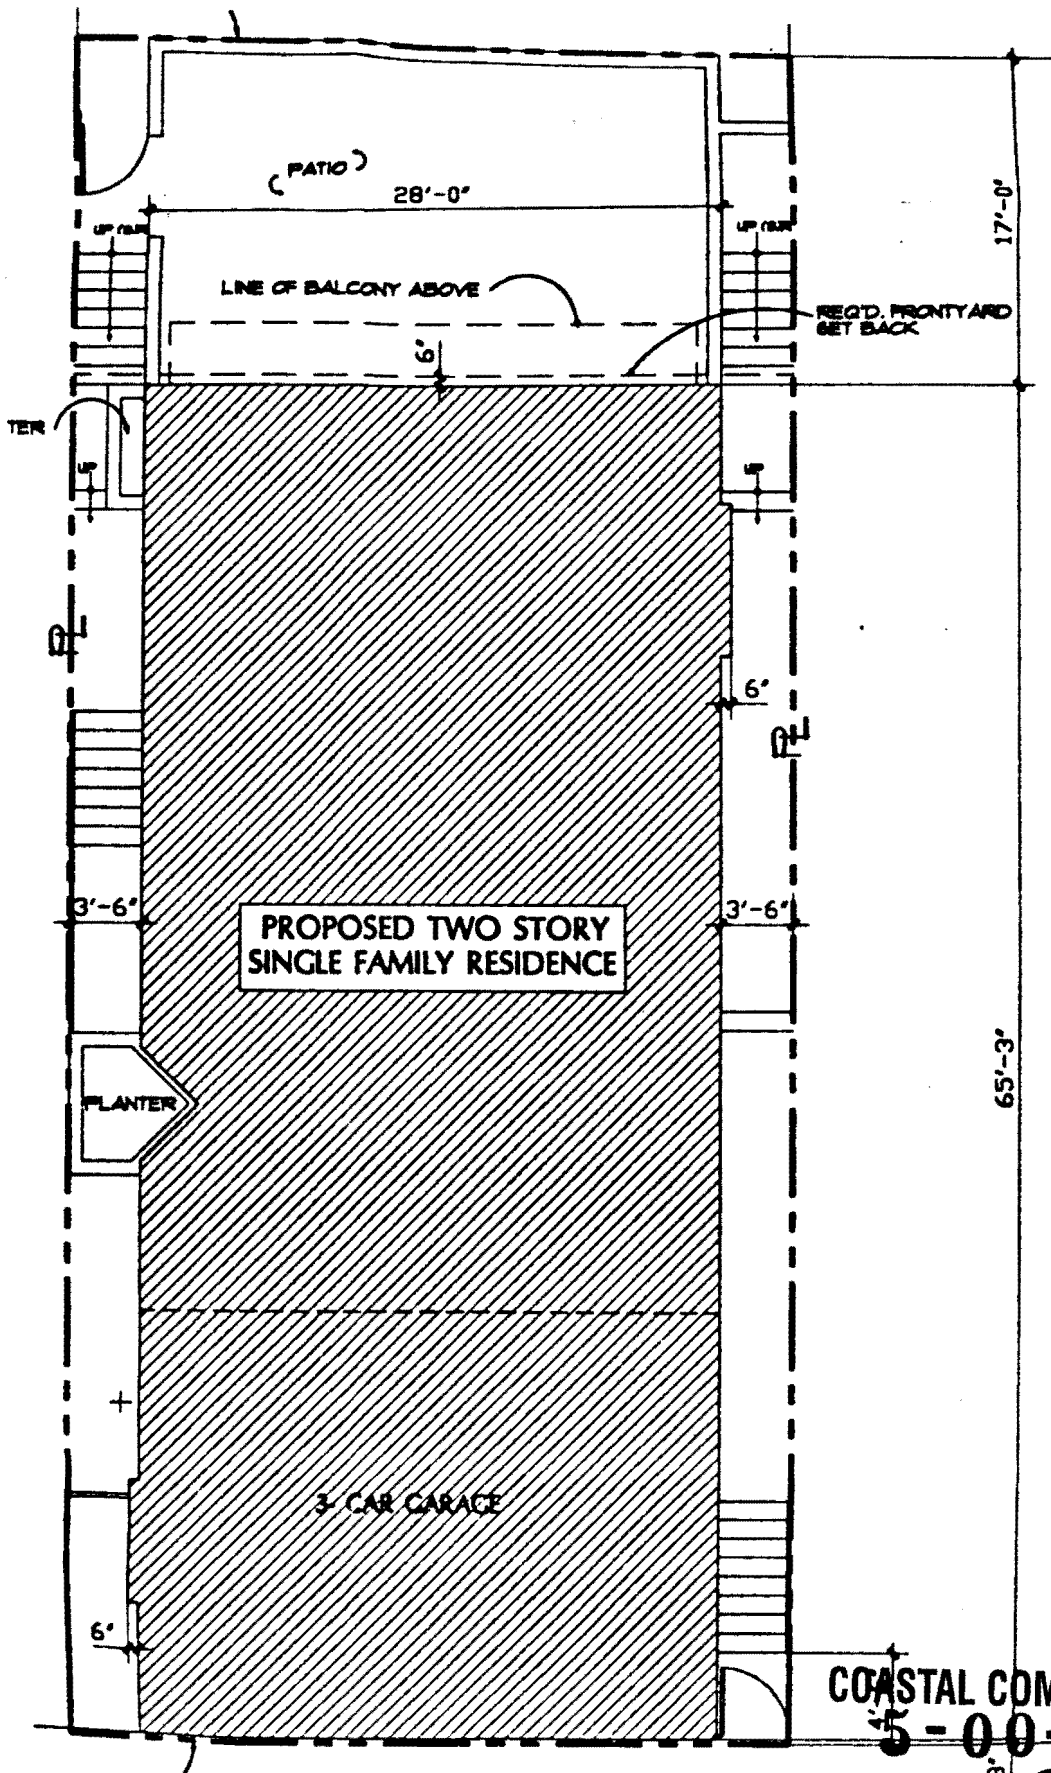 PATIO
28'-0"
17'-0"
LINE OF BALCONY ABOVE
REQ'D. FRONTYARD
SET BACK
6"
TER
UP
UP
UP
UP
6"
3'-6"
3'-6"
PROPOSED TWO STORY
SINGLE FAMILY RESIDENCE
65'-3"
PLANTER
3- CAR GARAGE
6"
COASTAL COM
5-00-